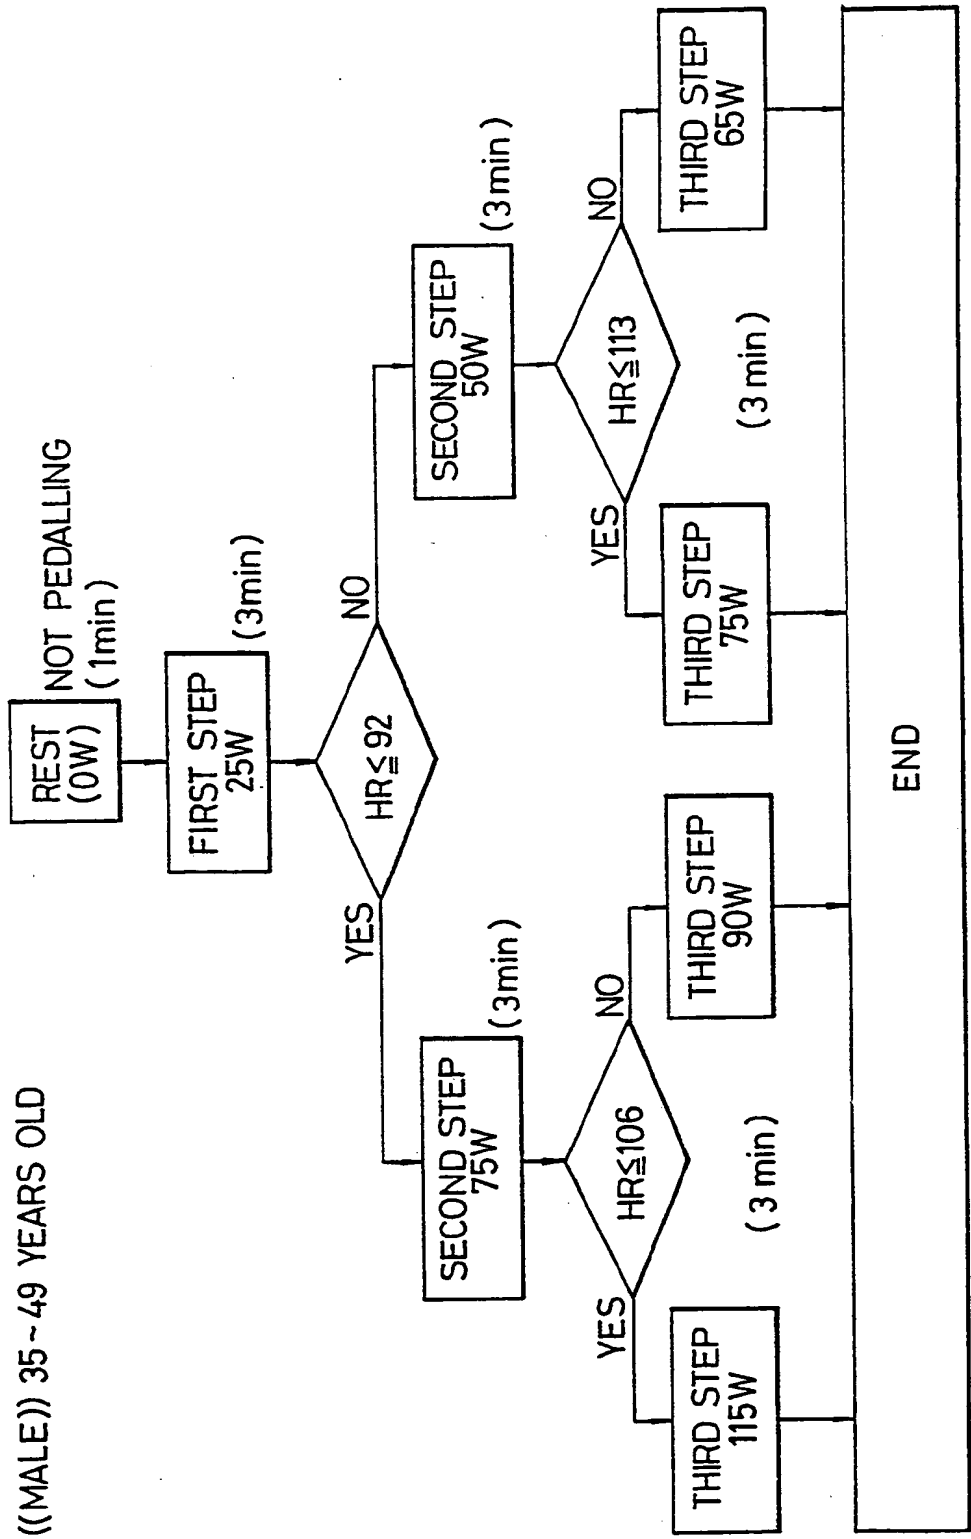 ((MALE)) 35~49 YEARS OLD
REST
(0W)
NOT PEDALLING
(1min)
FIRST STEP
25W
(3min)
HR≦92
YES
NO
SECOND STEP
75W
(3min)
SECOND STEP
50W
(3min)
HR≦106
YES
NO
HR≦113
YES
NO
THIRD STEP
115W
(3 min)
THIRD STEP
90W
THIRD STEP
75W
(3 min)
THIRD STEP
65W
END